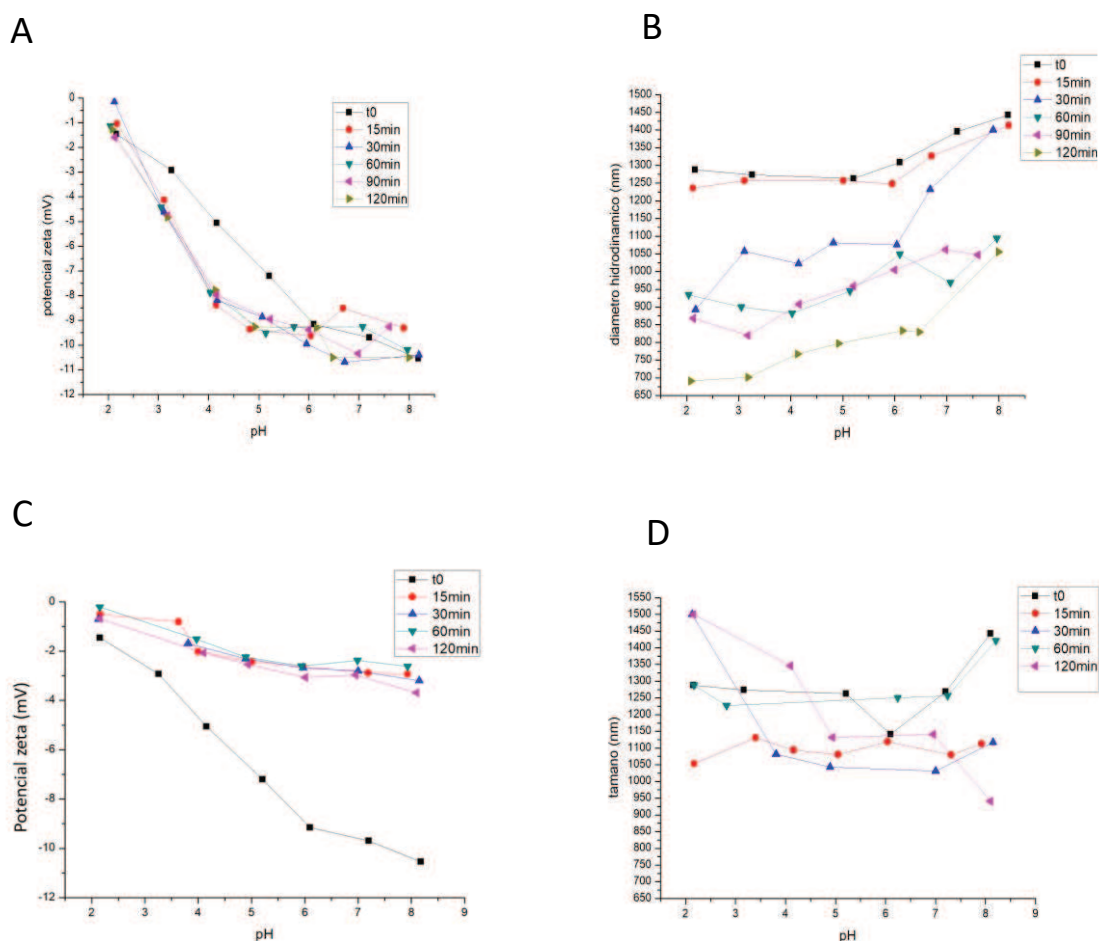 A
potencial zeta (mV)
0
-1
-2
-3
-4
-5
-6
-7
-8
-9
-10
-11
-12
2 3 4 5 6 7 8
pH
t0
15min
30min
60min
90min
120min
B
diametro hidrodinamico (nm)
1500
1450
1400
1350
1300
1250
1200
1150
1100
1050
1000
950
900
850
800
750
700
650
2 3 4 5 6 7 8
pH
t0
15min
30min
60min
90min
120min
C
Potencial zeta (mV)
0
-2
-4
-6
-8
-10
-12
2 3 4 5 6 7 8 9
pH
t0
15min
30min
60min
120min
D
tamano (nm)
1550
1500
1450
1400
1350
1300
1250
1200
1150
1100
1050
1000
950
900
850
800
750
700
650
2 3 4 5 6 7 8 9
pH
t0
15min
30min
60min
120min